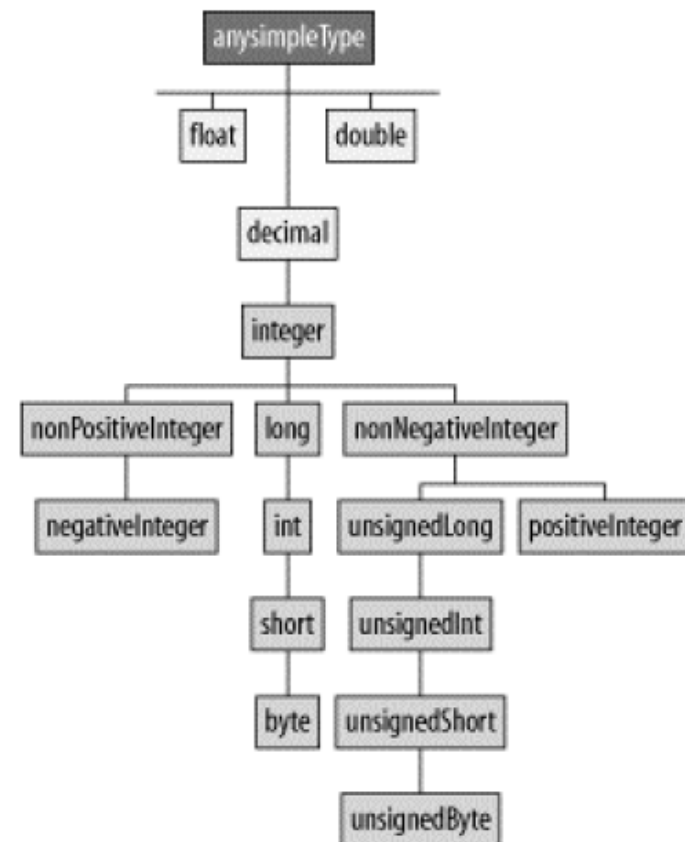 anysimpleType
float double
decimal
integer
nonPositiveInteger long nonNegativeInteger
negativeInteger int unsignedLong positiveInteger
short unsignedInt
byte unsignedShort
unsignedByte